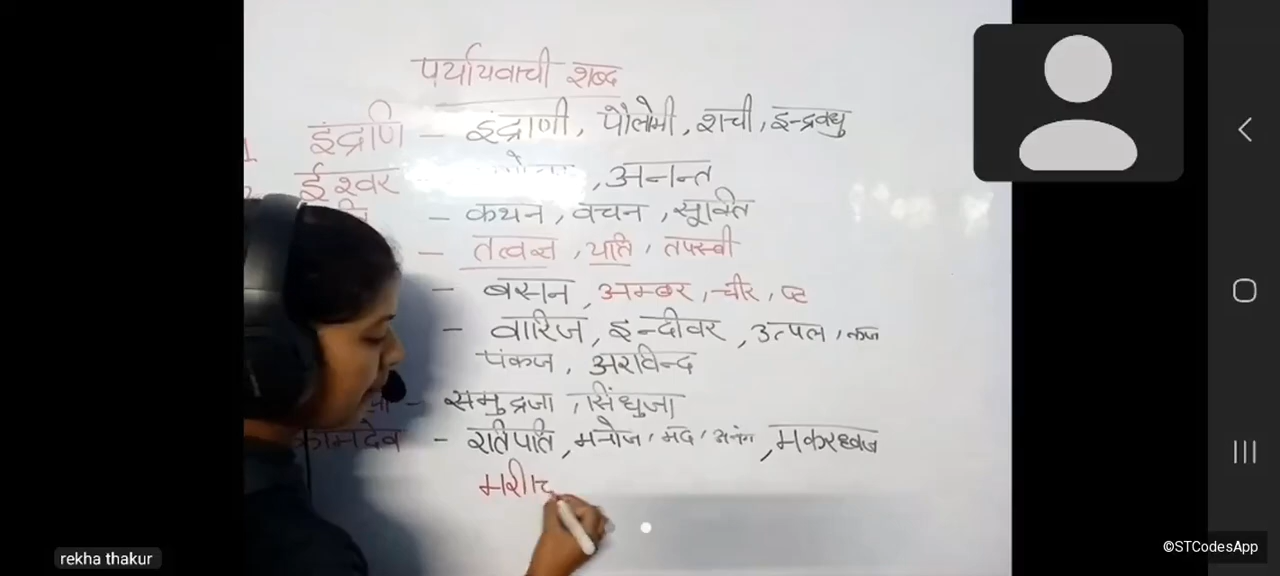 पर्यायवाची शब्द
इंद्राणि - इंद्राणी, पौलोमी, शची, इन्द्रवधु
ईश्वर , अनन्त
- कथन, वचन, सूक्ति
- तत्वज्ञ, यति, तपस्वी
- बसन, अम्बर, चीर, पट
- वारिज, इन्दीवर, उत्पल,
पंकज, अरविन्द
- समुद्रजा, सिंधुजा
कामदेव - रतिपति, मनोज, मद, अनंग, मकरध्वज
rekha thakur
©STCodesApp